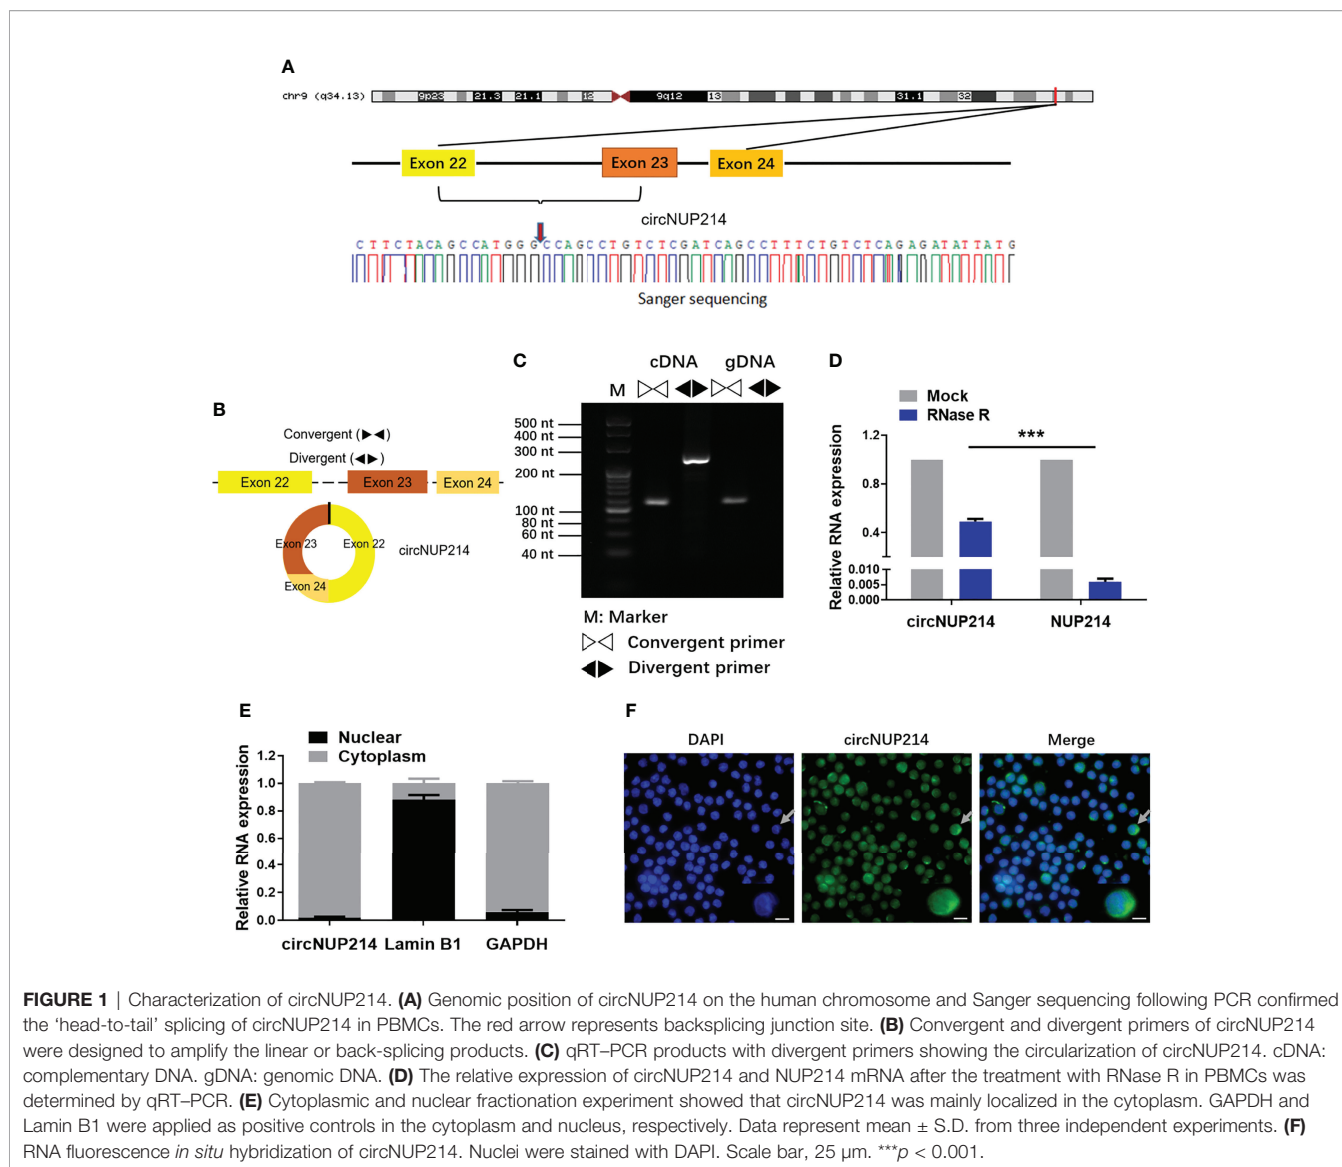 A
chr9 (q34.13)
9p23
21.3
21.1
12
9q12
13
31.1
32
Exon 22
Exon 23
Exon 24
circNUP214
CTTCTACAGCCATGGGCCAGCCTGTCTCGATCAGCCTTTCTGTCTCAGAGATATTATG
Sanger sequencing
B
Convergent (►◄)
Divergent (◄►)
Exon 22
Exon 23
Exon 24
Exon 23
Exon 22
Exon 24
circNUP214
C
cDNA
gDNA
M
500 nt
400 nt
300 nt
200 nt
100 nt
80 nt
60 nt
40 nt
M: Marker
Convergent primer
Divergent primer
D
Mock
RNase R
***
Relative RNA expression
1.2
0.8
0.4
0.010
0.005
0.000
circNUP214
NUP214
E
Nuclear
Cytoplasm
Relative RNA expression
1.2
1.0
0.8
0.6
0.4
0.2
0.0
circNUP214
Lamin B1
GAPDH
F
DAPI
circNUP214
Merge
FIGURE 1 | Characterization of circNUP214. (A) Genomic position of circNUP214 on the human chromosome and Sanger sequencing following PCR confirmed
the ‘head-to-tail’ splicing of circNUP214 in PBMCs. The red arrow represents backsplicing junction site. (B) Convergent and divergent primers of circNUP214
were designed to amplify the linear or back-splicing products. (C) qRT–PCR products with divergent primers showing the circularization of circNUP214. cDNA:
complementary DNA. gDNA: genomic DNA. (D) The relative expression of circNUP214 and NUP214 mRNA after the treatment with RNase R in PBMCs was
determined by qRT–PCR. (E) Cytoplasmic and nuclear fractionation experiment showed that circNUP214 was mainly localized in the cytoplasm. GAPDH and
Lamin B1 were applied as positive controls in the cytoplasm and nucleus, respectively. Data represent mean ± S.D. from three independent experiments. (F)
RNA fluorescence in situ hybridization of circNUP214. Nuclei were stained with DAPI. Scale bar, 25 μm. ***p < 0.001.